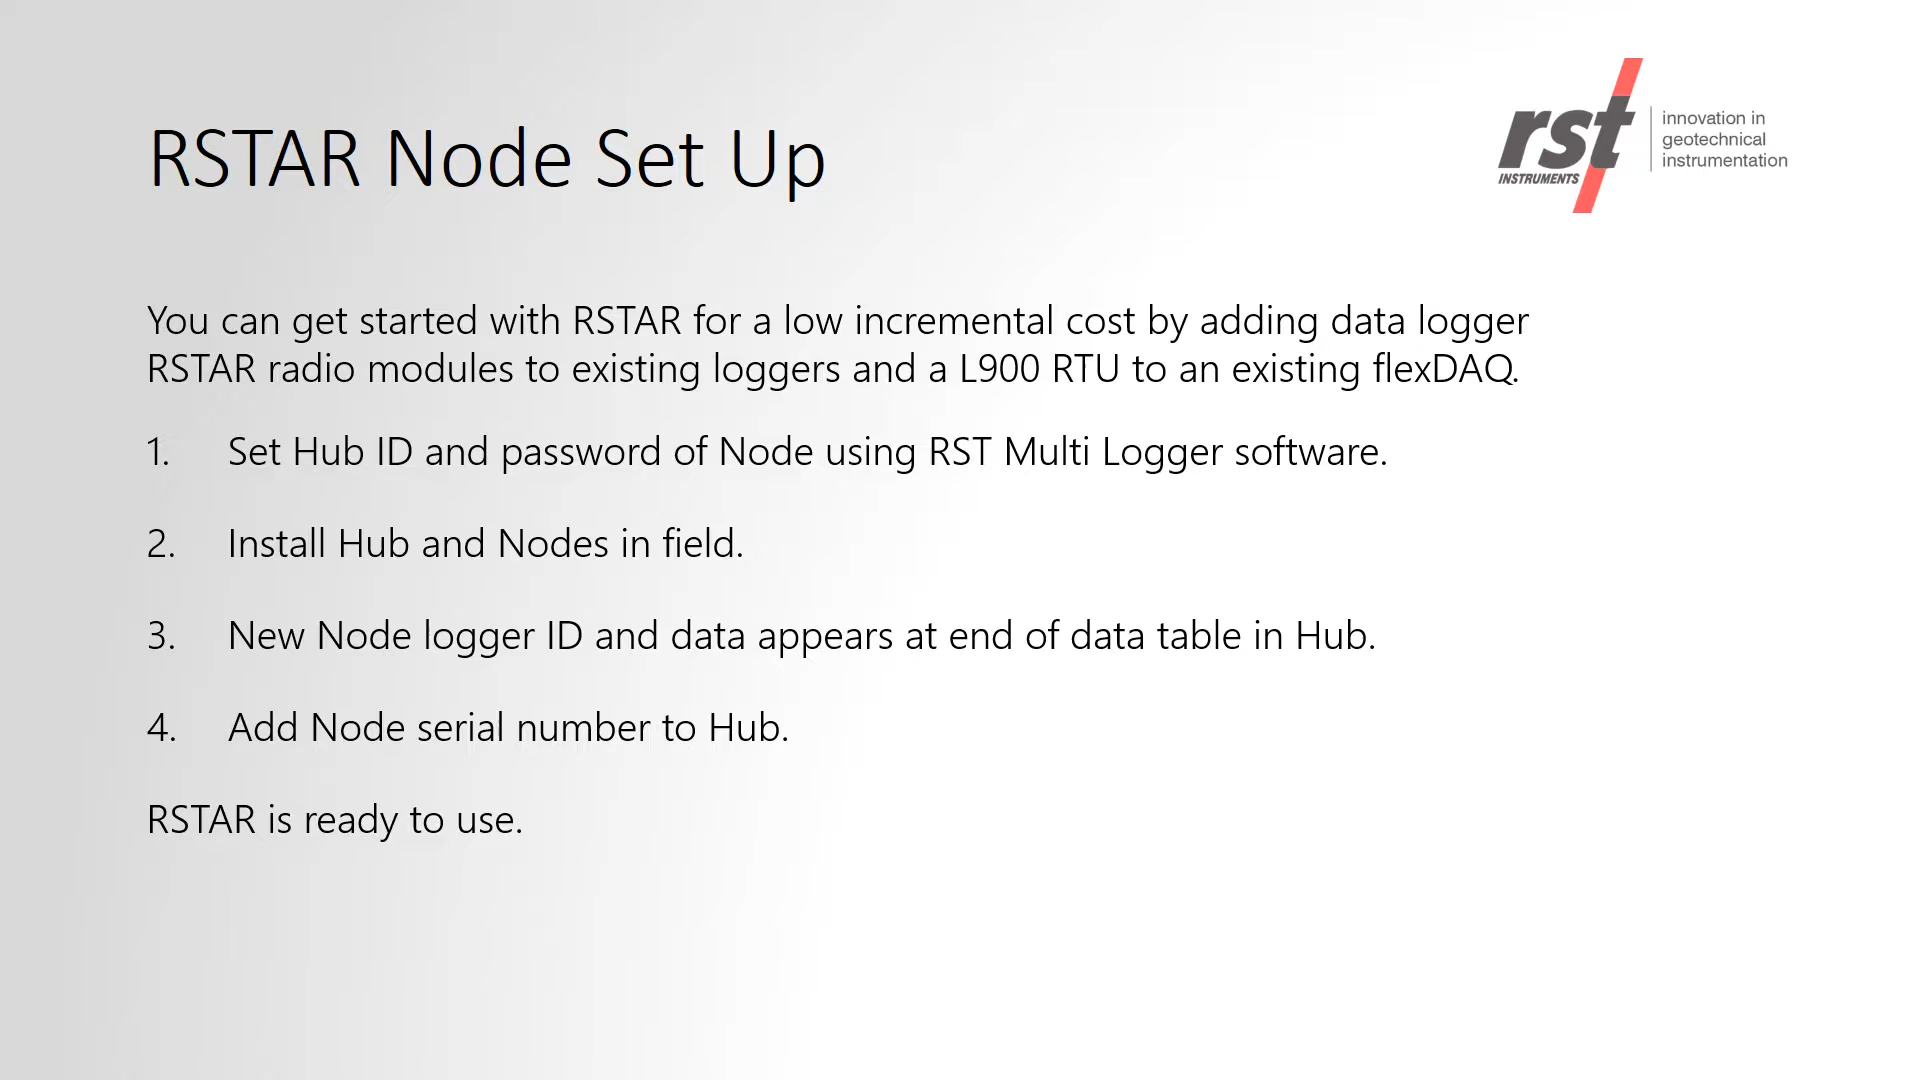 rst
INSTRUMENTS
innovation in
geotechnical
instrumentation
RSTAR Node Set Up
You can get started with RSTAR for a low incremental cost by adding data logger
RSTAR radio modules to existing loggers and a L900 RTU to an existing flexDAQ.
1. Set Hub ID and password of Node using RST Multi Logger software.
2. Install Hub and Nodes in field.
3. New Node logger ID and data appears at end of data table in Hub.
4. Add Node serial number to Hub.
RSTAR is ready to use.